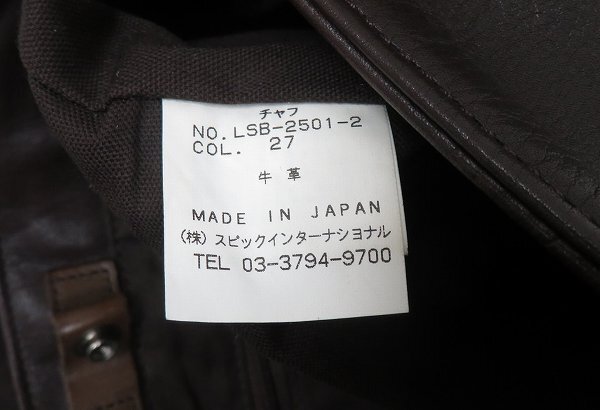 チャフ
NO.LSB-2501-2
COL. 27
牛革
MADE IN JAPAN
(株)スピックインターナショナル
TEL 03-3794-9700